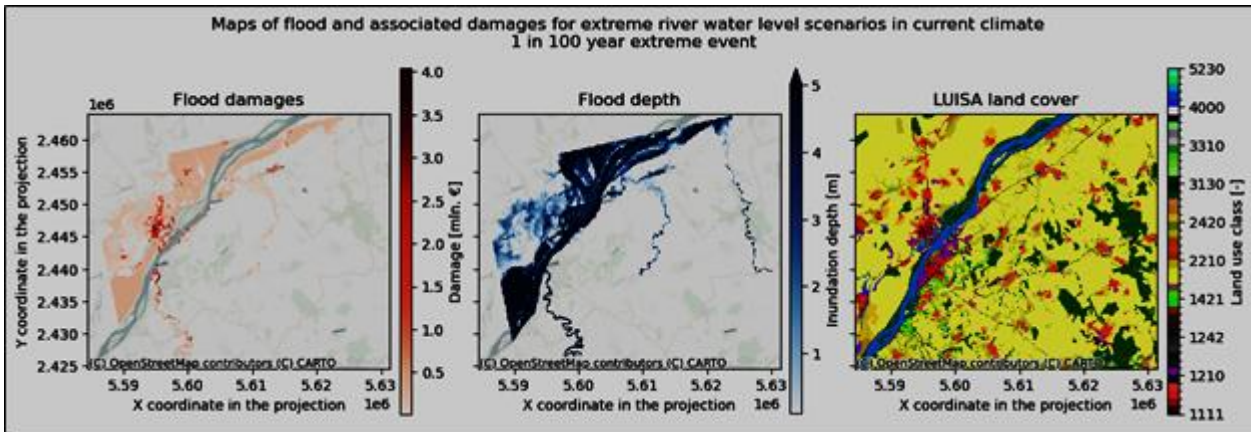 Maps of flood and associated damages for extreme river water level scenarios in current climate
1 in 100 year extreme event
Flood damages
1e6
Y coordinate in the projection
2.460
2.455
2.450
2.445
2.440
2.435
2.430
2.425
(C) OpenStreetMap contributors (C) CARTO
5.59
5.60
5.61
5.62
5.63
X coordinate in the projection
1e6
4.0
3.5
3.0
2.5
2.0
1.5
1.0
0.5
Damage [mln. €]
Flood depth
(C) OpenStreetMap contributors (C) CARTO
5.59
5.60
5.61
5.62
5.63
X coordinate in the projection
1e6
5
4
3
2
1
Inundation depth [m]
LUISA land cover
(C) OpenStreetMap contributors (C) CARTO
5.59
5.60
5.61
5.62
5.63
X coordinate in the projection
1e6
5230
4000
3310
3130
2420
2210
1421
1242
1210
1111
Land use class [-]